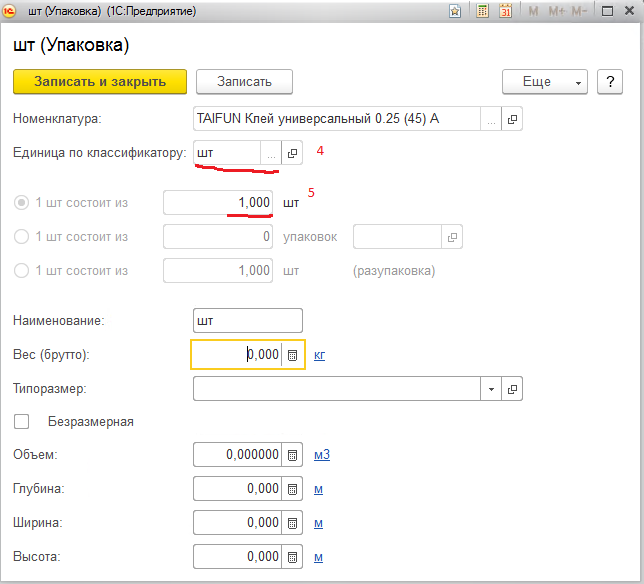 1С шт (Упаковка) (1С:Предприятие) 31 M M+ M-
шт (Упаковка)
Записать и закрыть Записать Еще ?
Номенклатура: TAIFUN Клей универсальный 0.25 (45) А ...
Единица по классификатору: шт ... 4
1 шт состоит из 1,000 шт 5
1 шт состоит из 0 упаковок
1 шт состоит из 1,000 шт (разупаковка)
Наименование: шт
Вес (брутто): 0,000 кг
Типоразмер:
Безразмерная
Объем: 0,000000 м3
Глубина: 0,000 м
Ширина: 0,000 м
Высота: 0,000 м